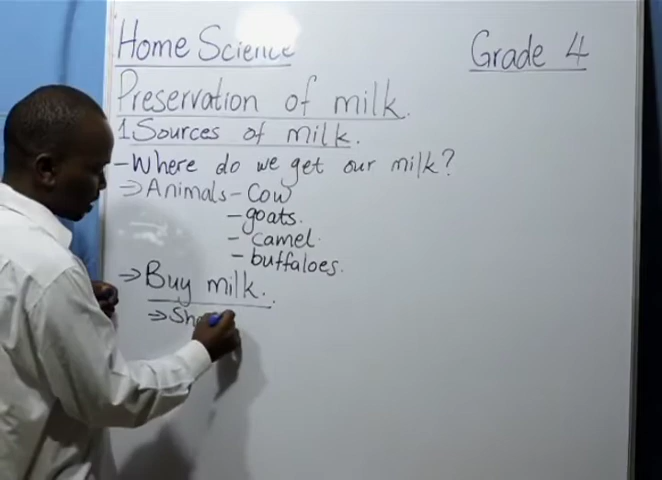 Home Science
Grade 4
Preservation of milk.
1 Sources of milk.
- Where do we get our milk?
⇒ Animals - Cow
- goats.
- camel.
- buffaloes.
⇒ Buy milk.